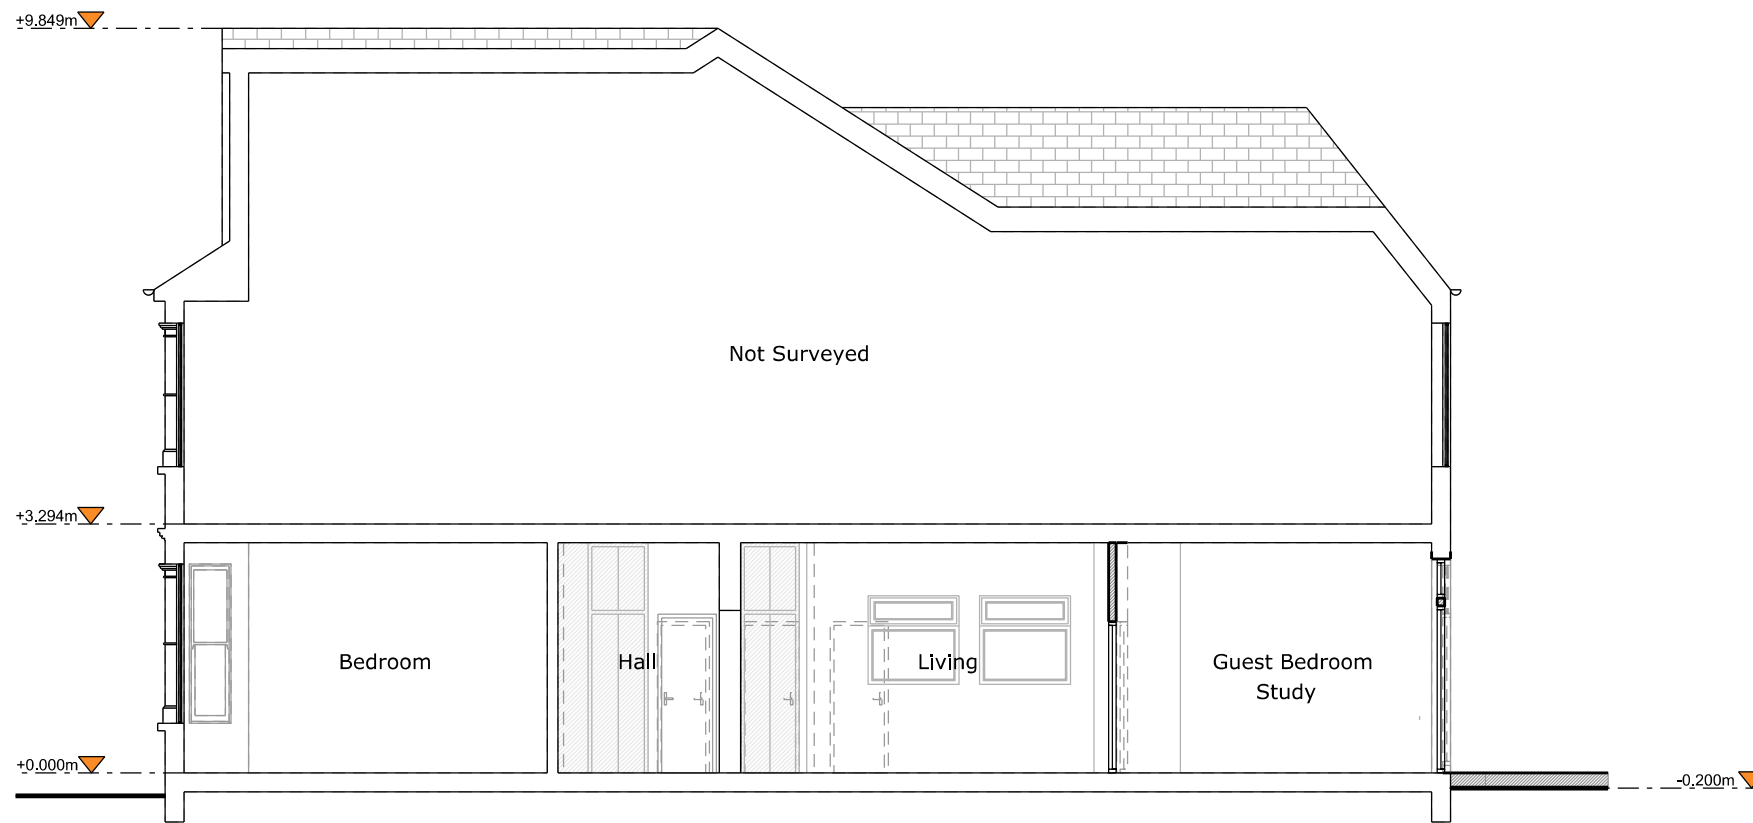 +9.849m
Not Surveyed
+3.294m
Bedroom
Hall
Living
Guest Bedroom
Study
+0.000m
-0.200m